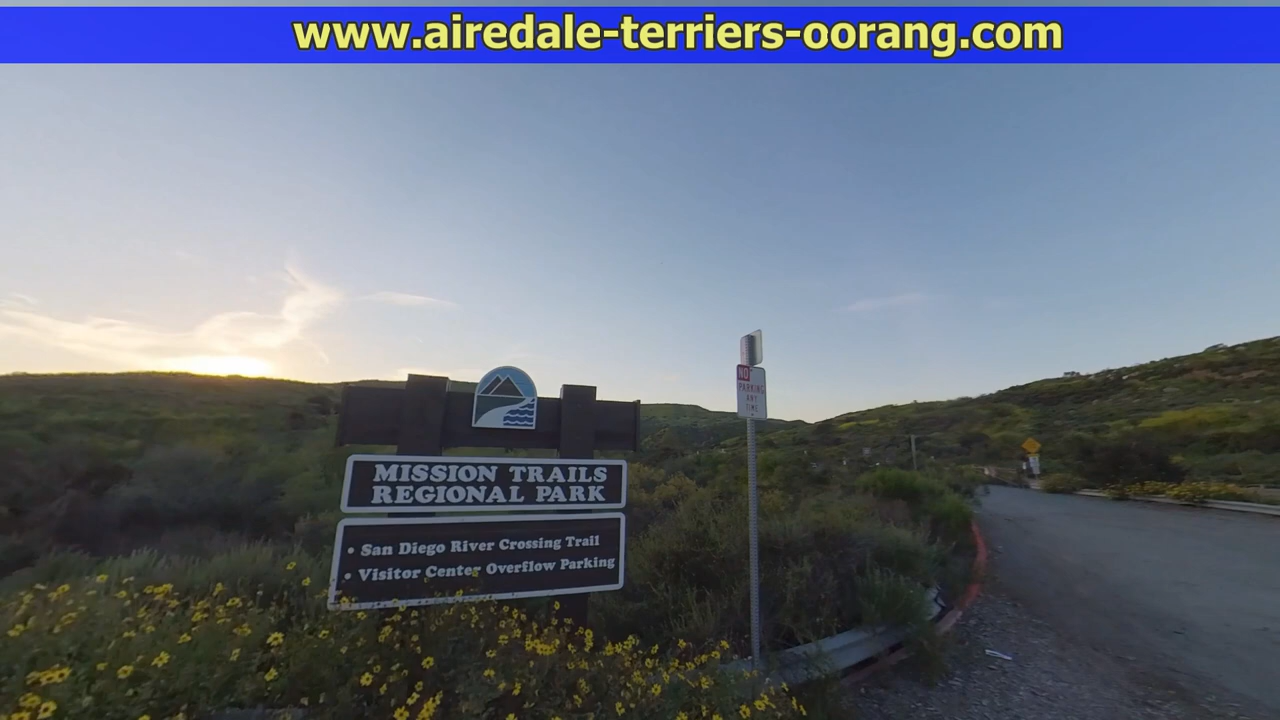 www.airedale-terriers-oorang.com
MISSION TRAILS
REGIONAL PARK
• San Diego River Crossing Trail
• Visitor Center Overflow Parking
NO
PARKING
ANY
TIME